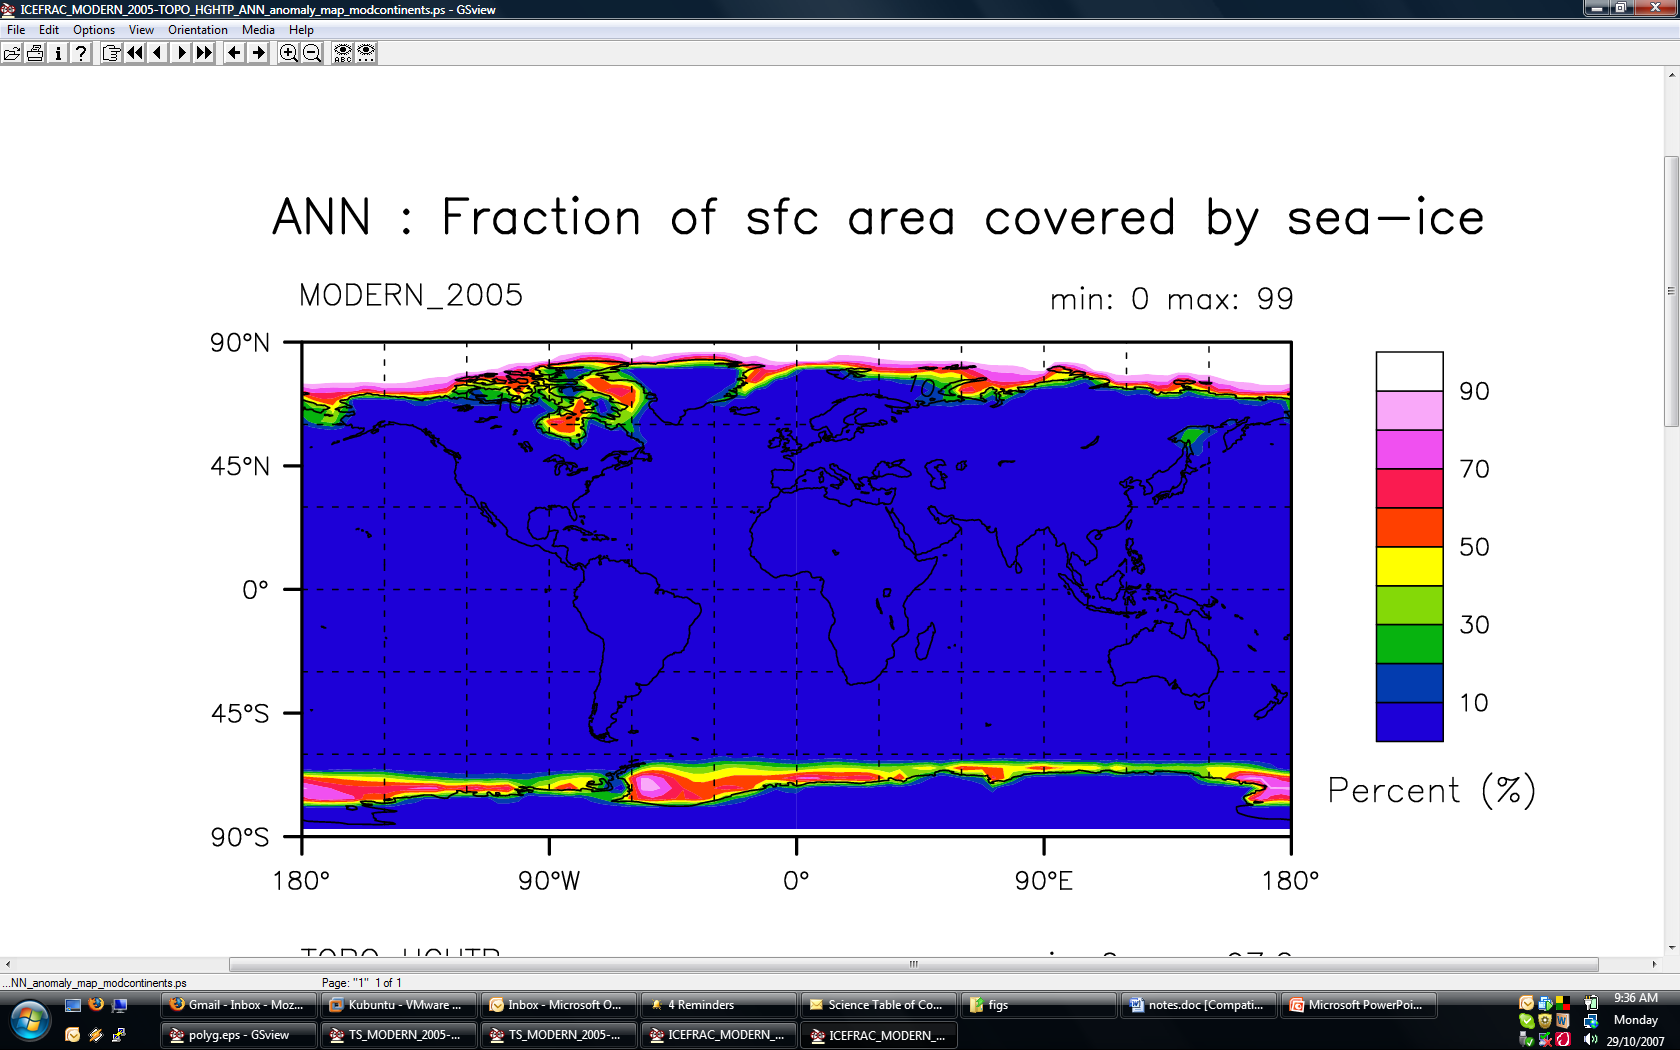 ICEFRAC_MODERN_2005-TOPO_HGHTP_ANN_anomaly_map_modcontinents.ps - GSview
File Edit Options View Orientation Media Help
ANN : Fraction of sfc area covered by sea-ice
MODERN_2005
min: 0 max: 99
90°N
45°N
0°
45°S
90°S
180°
90°W
0°
90°E
180°
10
10
90
70
50
30
10
Percent (%)
TOPO_HGHTP
...NN_anomaly_map_modcontinents.ps
Page: "1" 1 of 1
Gmail - Inbox - Moz...
Kubuntu - VMware ...
Inbox - Microsoft O...
4 Reminders
Science Table of Co...
figs
notes.doc [Compati...
Microsoft PowerPoi...
polyg.eps - GSview
TS_MODERN_2005-...
TS_MODERN_2005-...
ICEFRAC_MODERN_...
ICEFRAC_MODERN_...
9:36 AM
Monday
29/10/2007